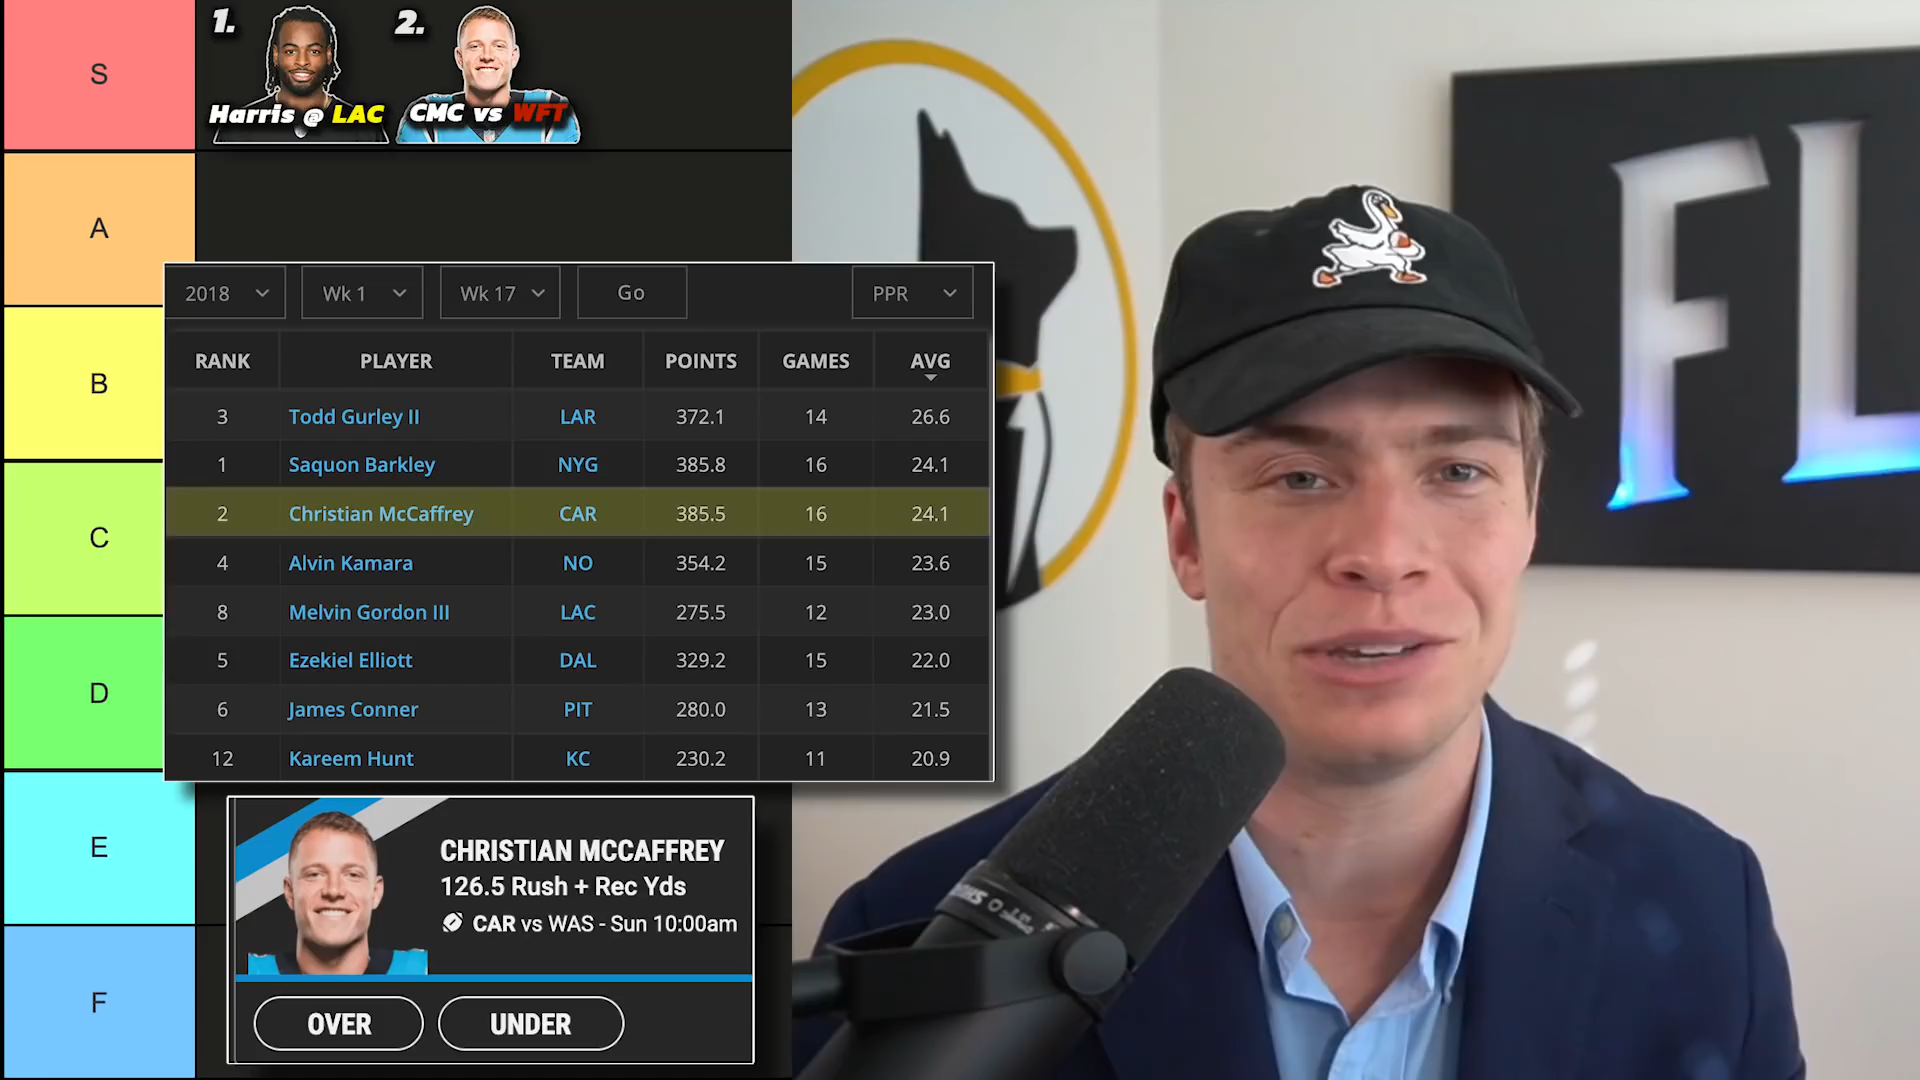 S
1.
2.
Harris @ LAC
CMC vs WFT
A
B
C
D
E
F
2018 Wk 1 Wk 17 Go PPR
RANK PLAYER TEAM POINTS GAMES AVG
3 Todd Gurley II LAR 372.1 14 26.6
1 Saquon Barkley NYG 385.8 16 24.1
2 Christian McCaffrey CAR 385.5 16 24.1
4 Alvin Kamara NO 354.2 15 23.6
8 Melvin Gordon III LAC 275.5 12 23.0
5 Ezekiel Elliott DAL 329.2 15 22.0
6 James Conner PIT 280.0 13 21.5
12 Kareem Hunt KC 230.2 11 20.9
CHRISTIAN MCCAFFREY
126.5 Rush + Rec Yds
CAR vs WAS - Sun 10:00am
OVER UNDER
FL